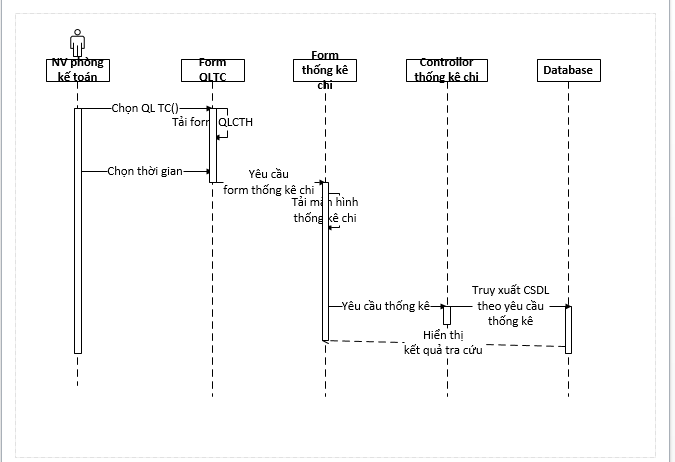 NV phòng
kế toán
Form
QLTC
Form
thống kê
chi
Controllor
thống kê chi
Database
Chọn QL TC()
Tải form QLCTH
Chọn thời gian
Yêu cầu
form thống kê chi
Tải màn hình
thống kê chi
Yêu cầu thống kê
Truy xuất CSDL
theo yêu cầu
thống kê
Hiển thị
kết quả tra cứu